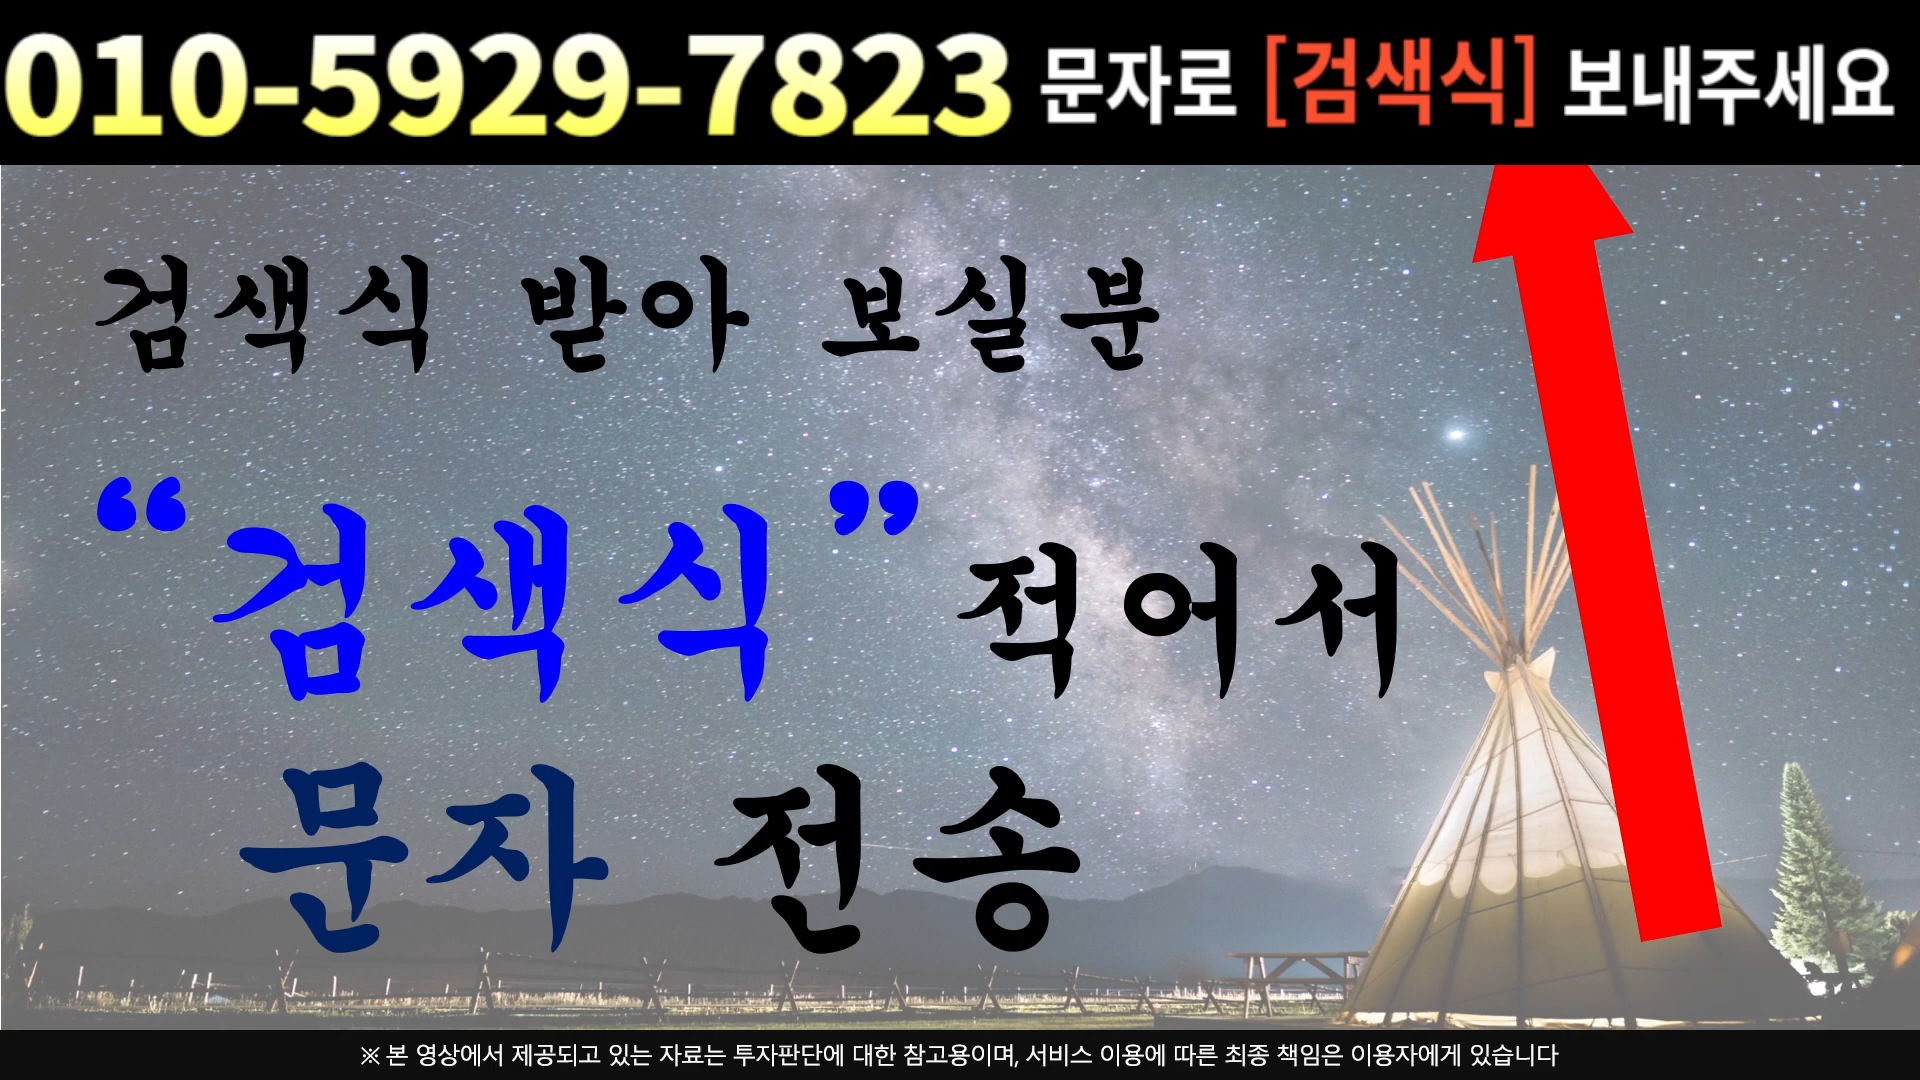 010-5929-7823 문자로 [검색식] 보내주세요
검색식 받아 보실분
“검색식” 적어서
문자 전송
※ 본 영상에서 제공되고 있는 자료는 투자판단에 대한 참고용이며, 서비스 이용에 따른 최종 책임은 이용자에게 있습니다